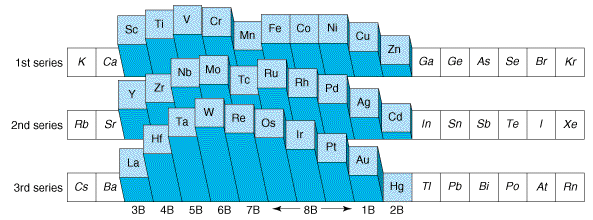 1st series K Ca Sc Ti V Cr Mn Fe Co Ni Cu Zn Ga Ge As Se Br Kr
2nd series Rb Sr Y Zr Nb Mo Tc Ru Rh Pd Ag Cd In Sn Sb Te I Xe
3rd series Cs Ba La Hf Ta W Re Os Ir Pt Au Hg Tl Pb Bi Po At Rn
3B 4B 5B 6B 7B 8B 1B 2B